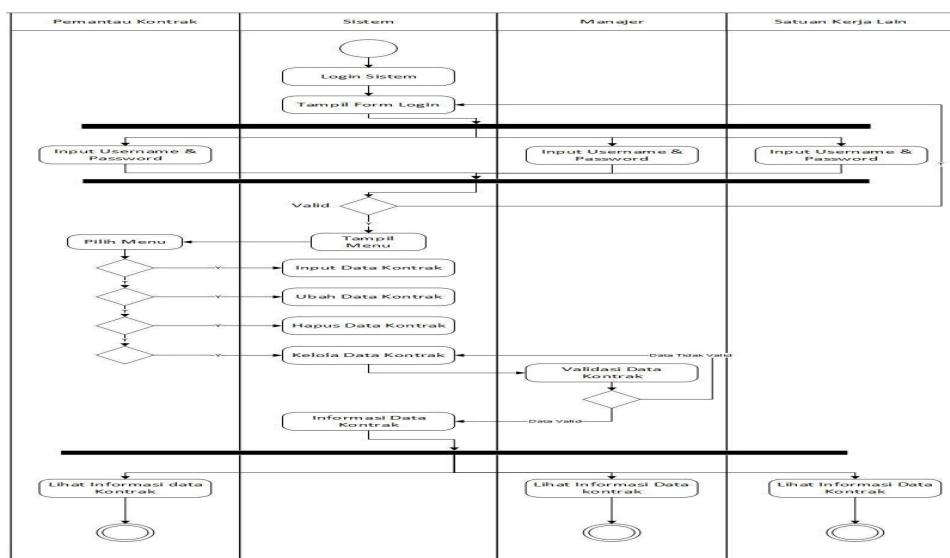 Pemantau Kontrak
Sistem
Manajer
Satuan Kerja Lain
Login Sistem
Tampil Form Login
Input Username &
Password
Input Username &
Password
Input Username &
Password
Valid
Y
Y
Pilih Menu
Tampil
Menu
Y
Input Data Kontrak
Y
Y
Ubah Data Kontrak
Y
Y
Hapus Data Kontrak
Y
Y
Kelola Data Kontrak
Data Tidak Valid
Validasi Data
Kontrak
Informasi Data
Kontrak
Data Valid
Lihat Informasi data
Kontrak
Lihat Informasi Data
kontrak
Lihat Informasi Data
Kontrak